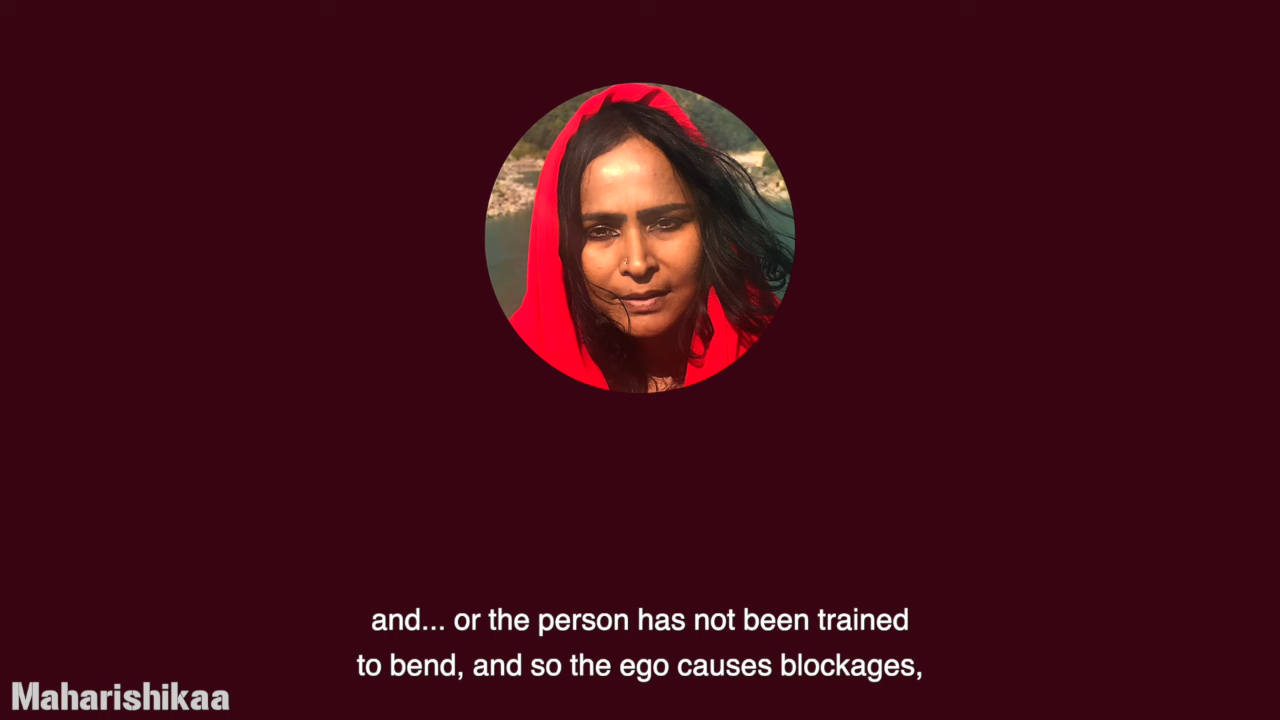 and... or the person has not been trained
to bend, and so the ego causes blockages,
Maharishikaa